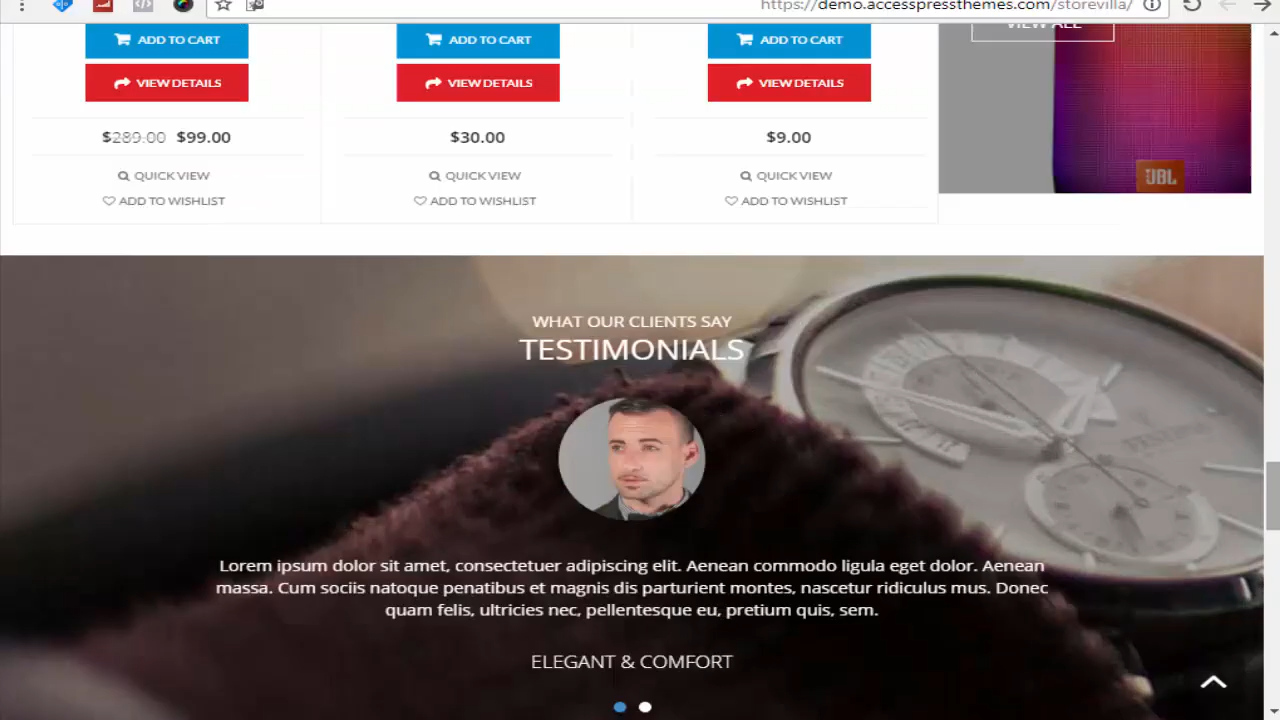 https://demo.accesspressthemes.com/storevilla/
VIEW ALL
ADD TO CART ADD TO CART ADD TO CART
VIEW DETAILS VIEW DETAILS VIEW DETAILS
$289.00 $99.00 $30.00 $9.00
QUICK VIEW QUICK VIEW QUICK VIEW
ADD TO WISHLIST ADD TO WISHLIST ADD TO WISHLIST
JBL
WHAT OUR CLIENTS SAY
TESTIMONIALS
Lorem ipsum dolor sit amet, consectetuer adipiscing elit. Aenean commodo ligula eget dolor. Aenean
massa. Cum sociis natoque penatibus et magnis dis parturient montes, nascetur ridiculus mus. Donec
quam felis, ultricies nec, pellentesque eu, pretium quis, sem.
ELEGANT & COMFORT